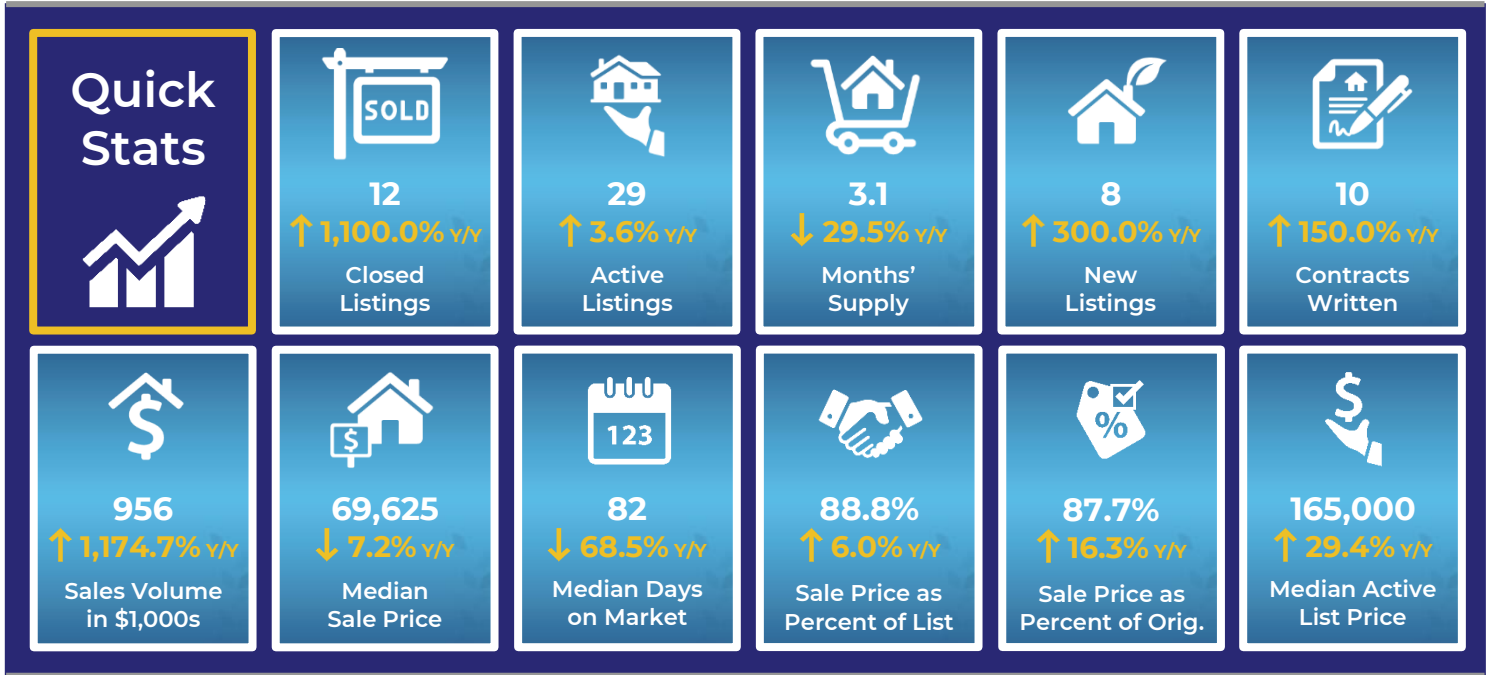 Quick
Stats
SOLD
12
↑ 1,100.0% Y/Y
Closed
Listings
29
↑ 3.6% Y/Y
Active
Listings
3.1
↓ 29.5% Y/Y
Months’
Supply
8
↑ 300.0% Y/Y
New
Listings
10
↑ 150.0% Y/Y
Contracts
Written
$
956
↑ 1,174.7% Y/Y
Sales Volume
in $1,000s
$
69,625
↓ 7.2% Y/Y
Median
Sale Price
123
82
↓ 68.5% Y/Y
Median Days
on Market
88.8%
↑ 6.0% Y/Y
Sale Price as
Percent of List
%
87.7%
↑ 16.3% Y/Y
Sale Price as
Percent of Orig.
$
165,000
↑ 29.4% Y/Y
Median Active
List Price